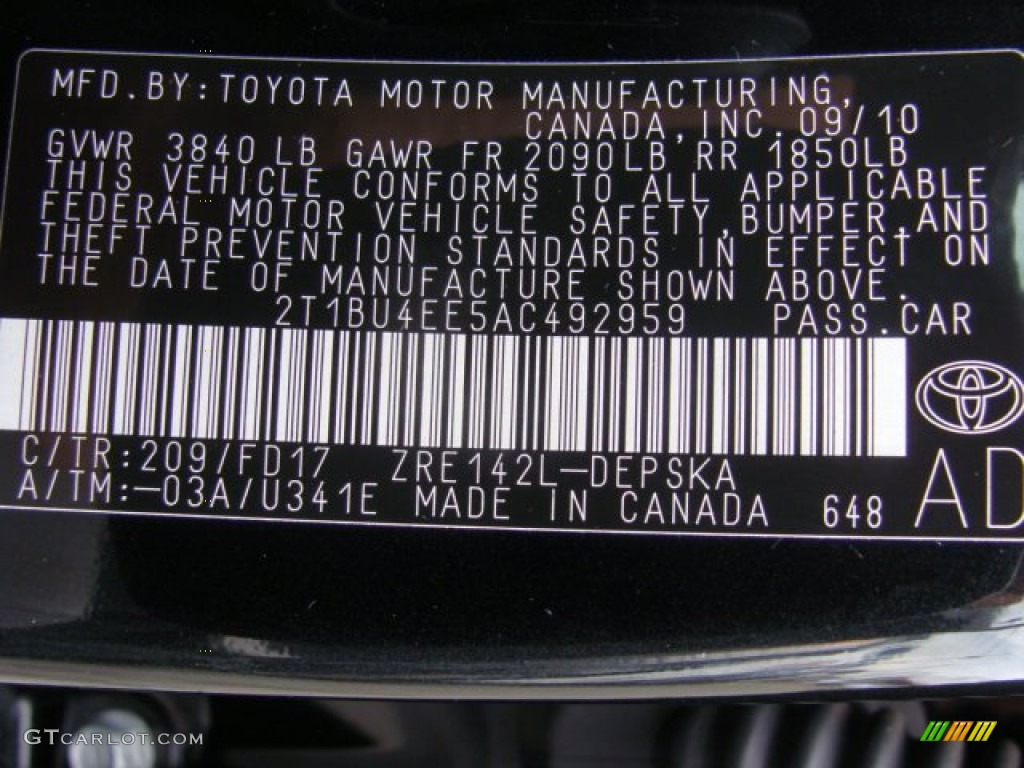 MFD.BY:TOYOTA MOTOR MANUFACTURING,
CANADA,INC. 09/10
GVWR 3840LB GAWR FR 2090LB RR 1850LB
THIS VEHICLE CONFORMS TO ALL APPLICABLE
FEDERAL MOTOR VEHICLE SAFETY,BUMPER,AND
THEFT PREVENTION STANDARDS IN EFFECT ON
THE DATE OF MANUFACTURE SHOWN ABOVE.
2T1BU4EE5AC492959 PASS.CAR
C/TR:209/FD17 ZRE142L-DEPSKA
A/TM:-03A/U341E MADE IN CANADA 648 AD
GTCARLOT.COM